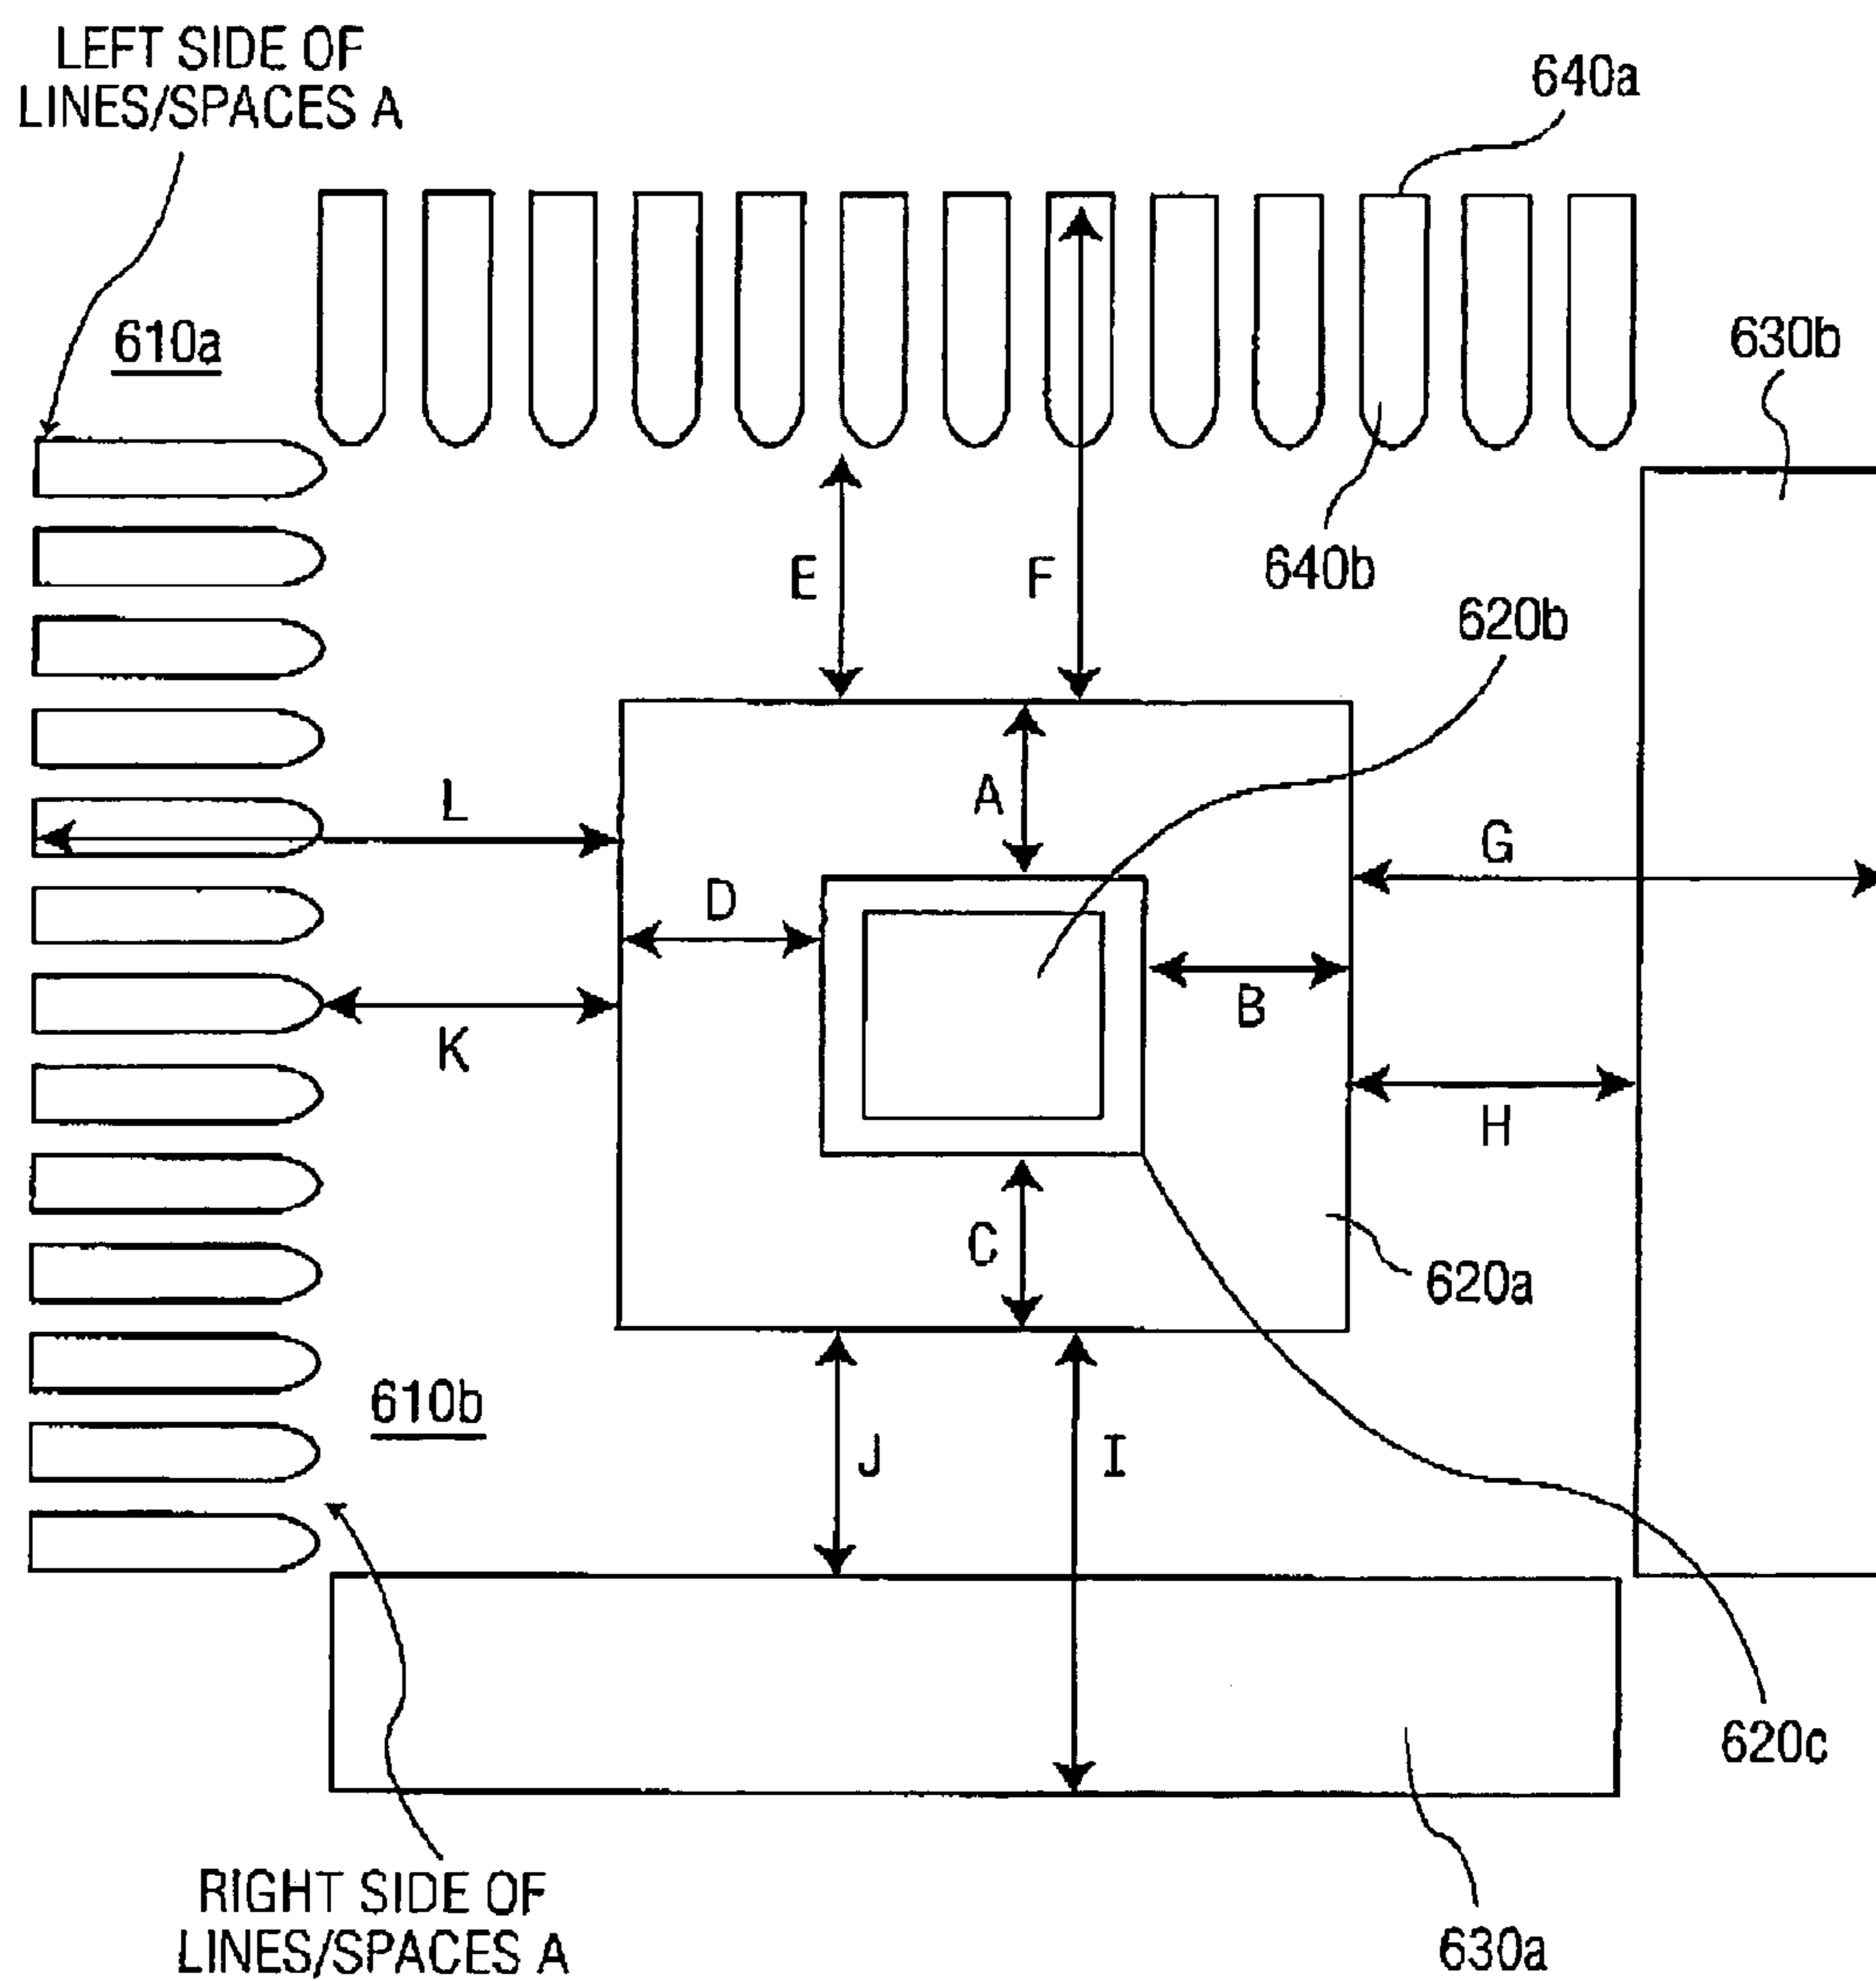 LEFT SIDE OF
LINES/SPACES A
640a
610a
630b
E
F
640b
620b
L
A
G
D
B
K
H
C
620a
610b
J
I
620c
RIGHT SIDE OF
LINES/SPACES A
630a